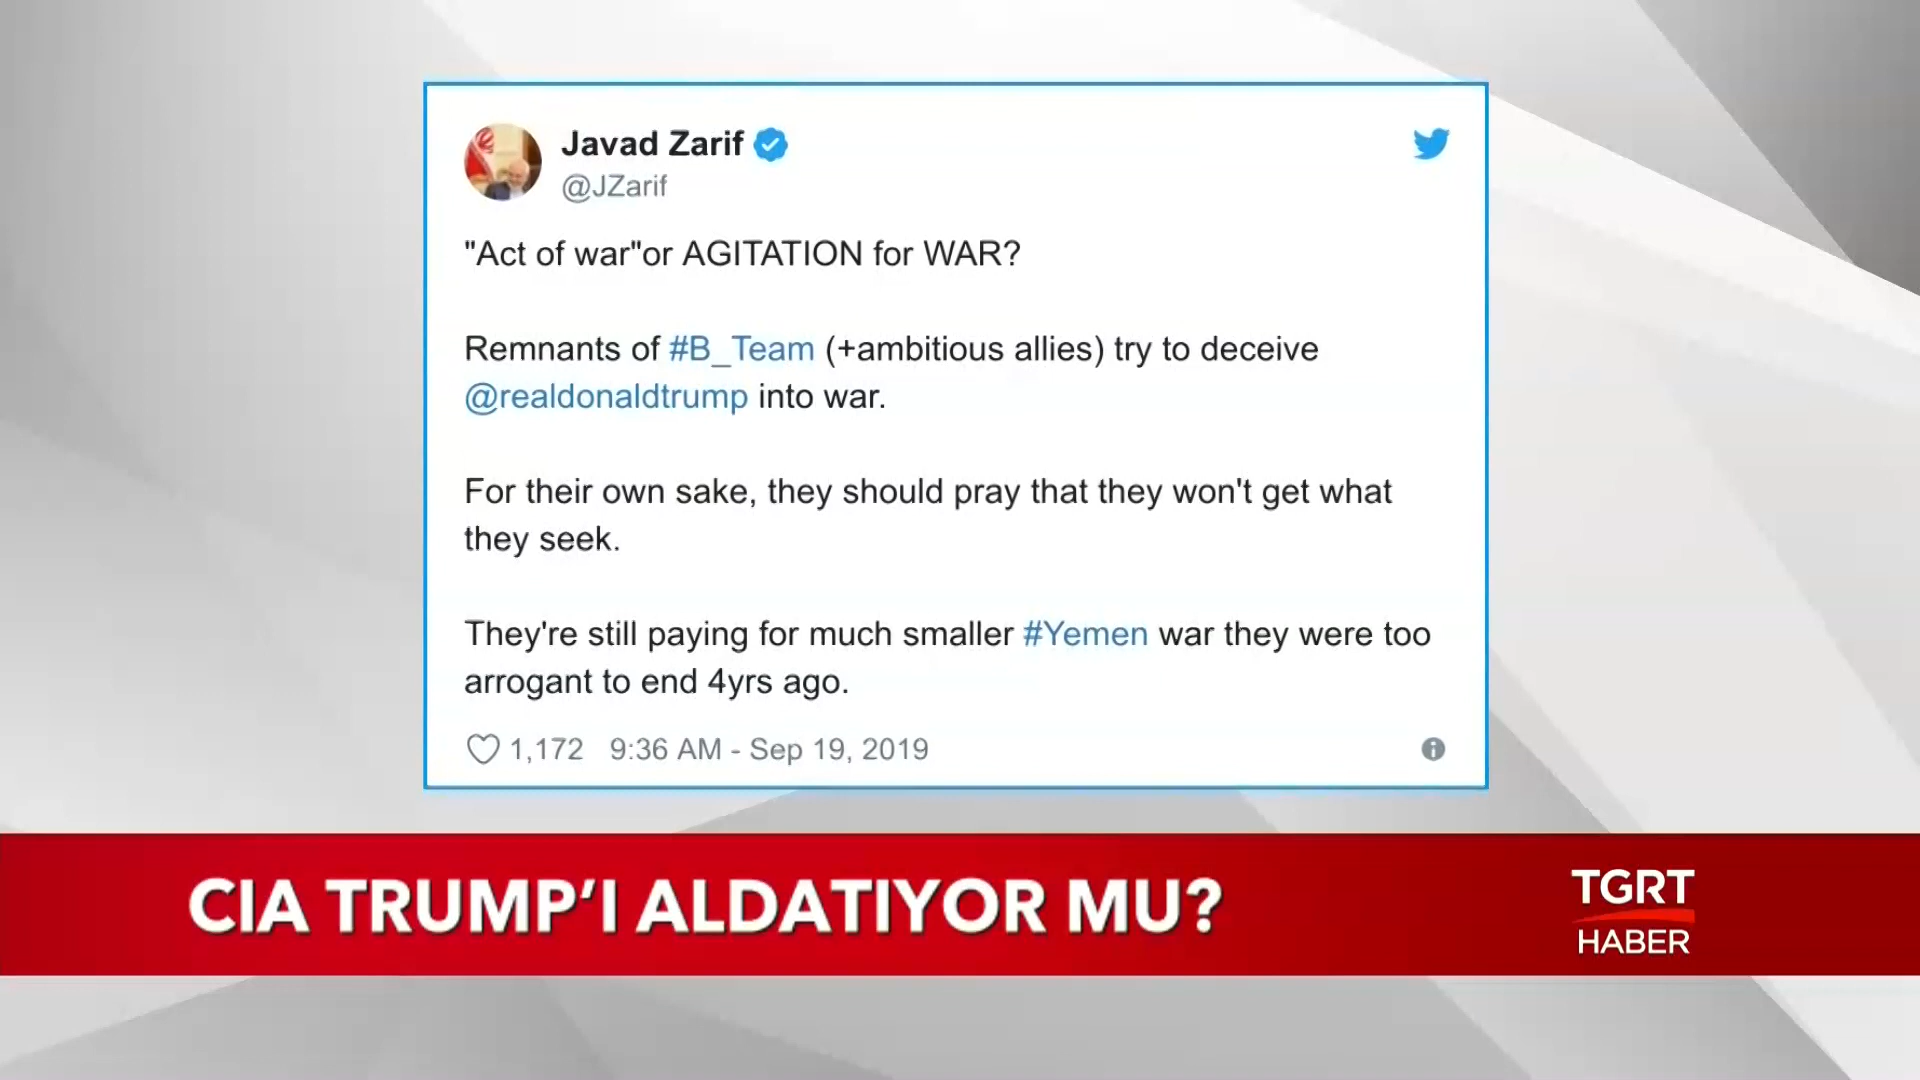 Javad Zarif
@JZarif
"Act of war"or AGITATION for WAR?
Remnants of #B_Team (+ambitious allies) try to deceive
@realdonaldtrump into war.
For their own sake, they should pray that they won't get what
they seek.
They're still paying for much smaller #Yemen war they were too
arrogant to end 4yrs ago.
1,172 9:36 AM - Sep 19, 2019
CIA TRUMP'I ALDATIYOR MU?
TGRT
HABER